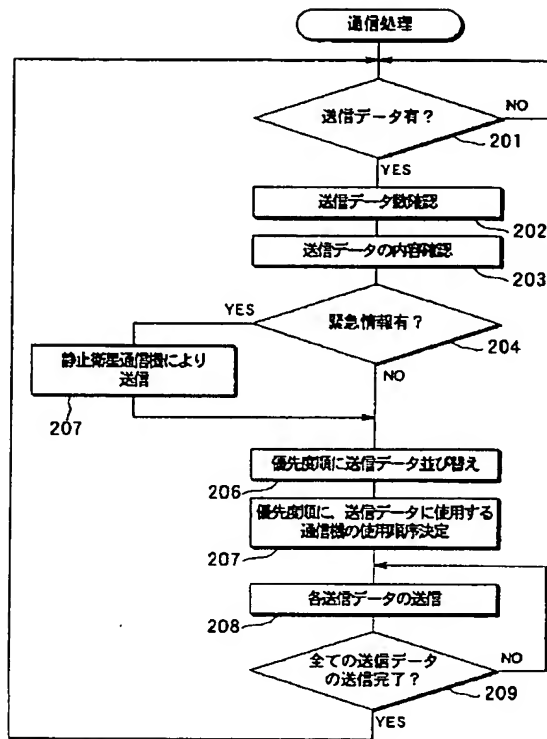 通信処理
送信データ有？
NO
201
YES
送信データ数確認
202
送信データの内容確認
203
YES
緊急情報有？
204
静止衛星通信機により
送信
207
NO
優先度順に送信データ並び替え
206
優先度順に、送信データに使用する
通信機の使用順序決定
207
各送信データの送信
208
全ての送信データ
の送信完了？
NO
209
YES